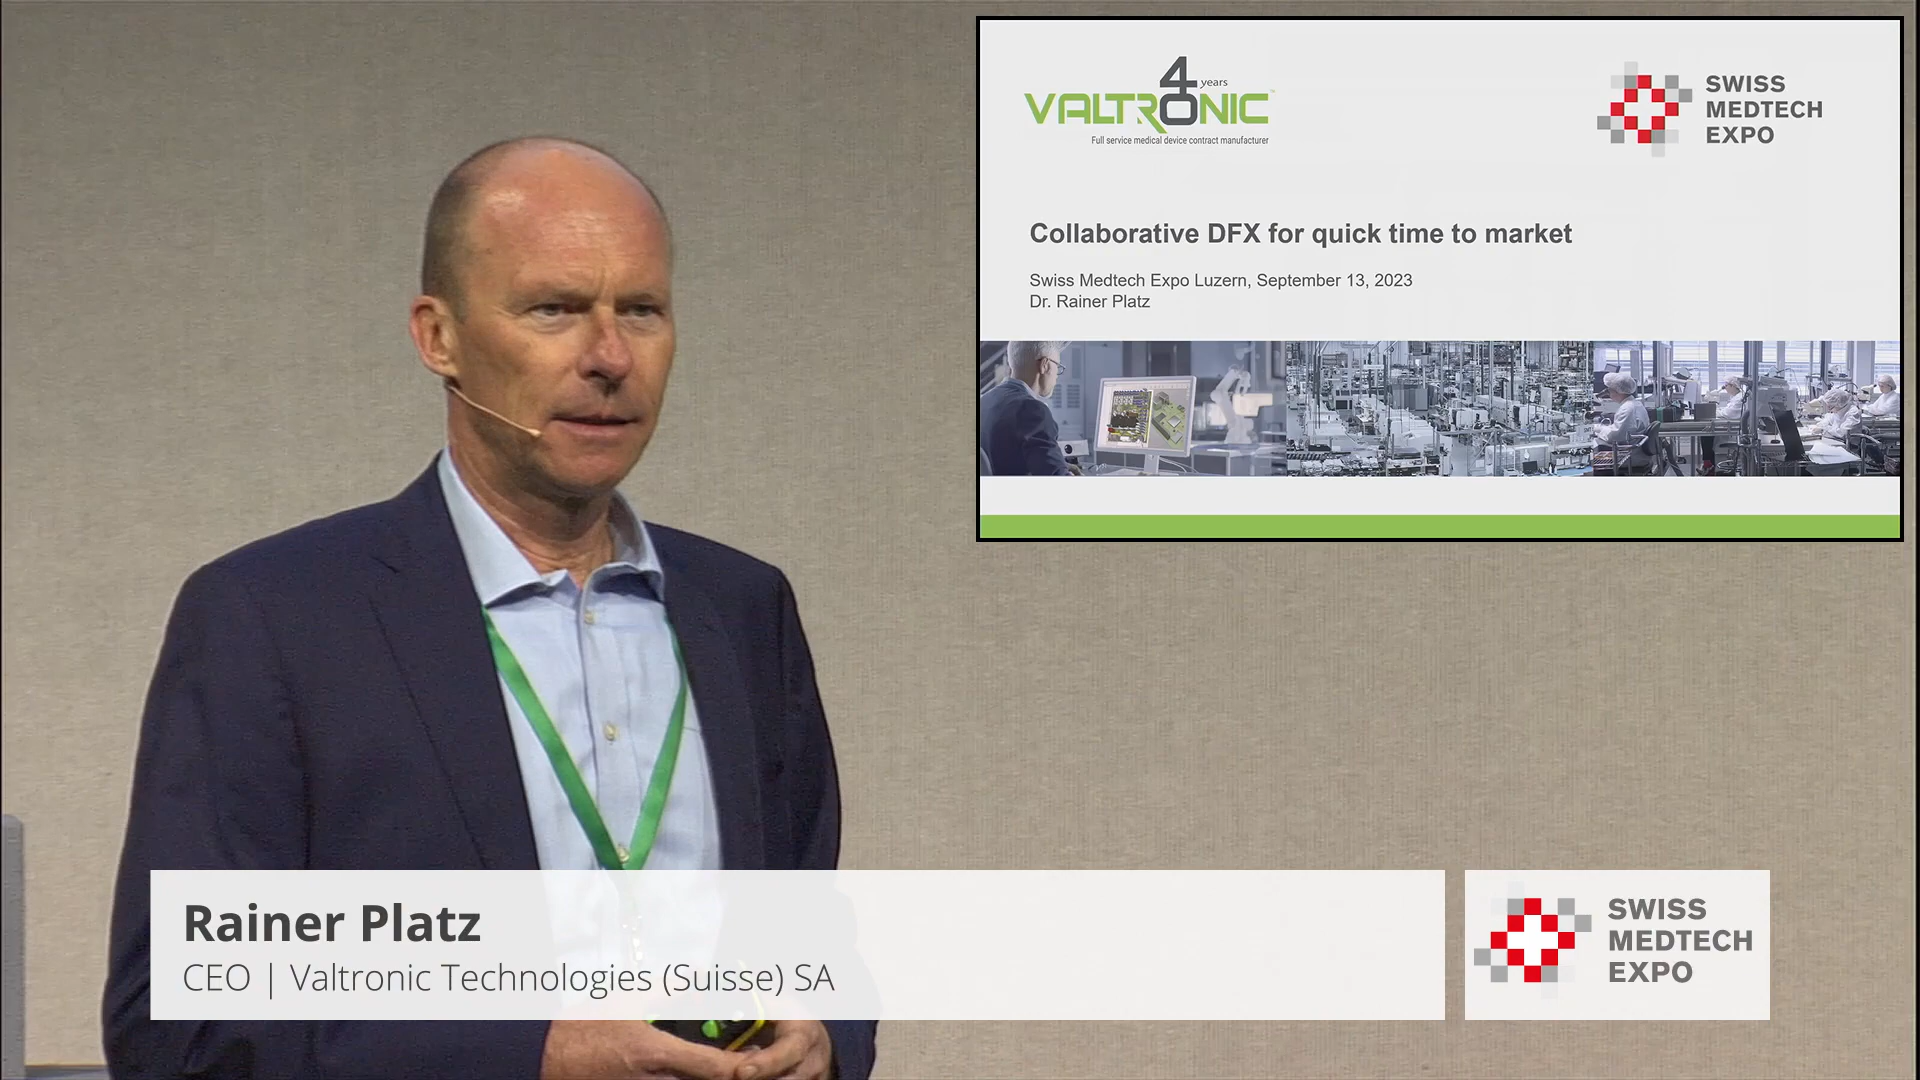 4 years
VALTRONIC
Full service medical device contract manufacturer
SWISS
MEDTECH
EXPO
Collaborative DFX for quick time to market
Swiss Medtech Expo Luzern, September 13, 2023
Dr. Rainer Platz
Rainer Platz
CEO | Valtronic Technologies (Suisse) SA
SWISS
MEDTECH
EXPO